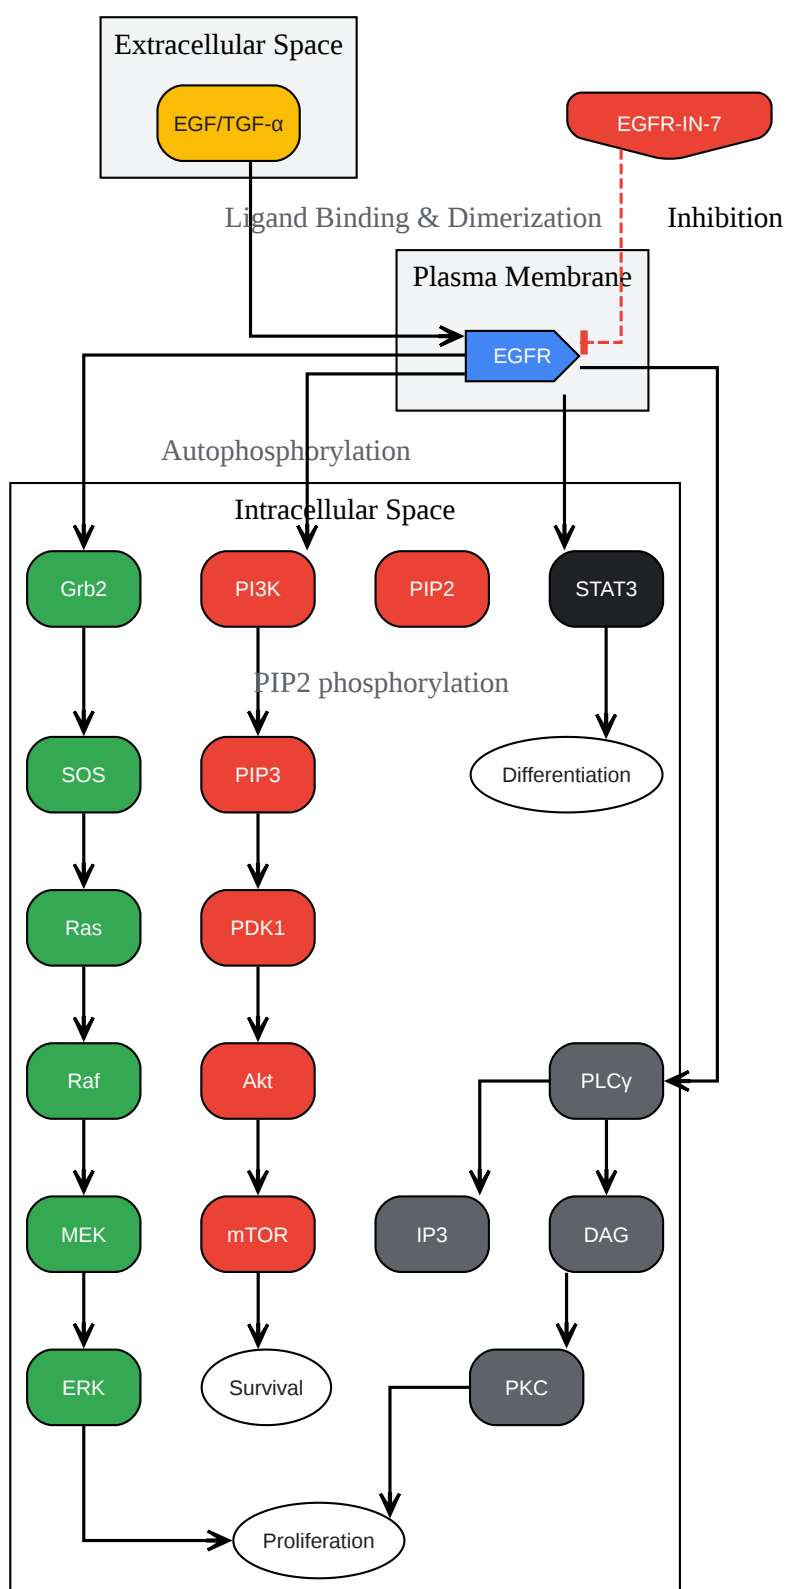 Extracellular Space
EGF/TGF-α
EGFR-IN-7
Ligand Binding & Dimerization
Inhibition
Plasma Membrane
EGFR
Autophosphorylation
Intracellular Space
Grb2
PI3K
PIP2
STAT3
PIP2 phosphorylation
SOS
PIP3
Differentiation
Ras
PDK1
Raf
Akt
PLCγ
MEK
mTOR
IP3
DAG
ERK
Survival
PKC
Proliferation